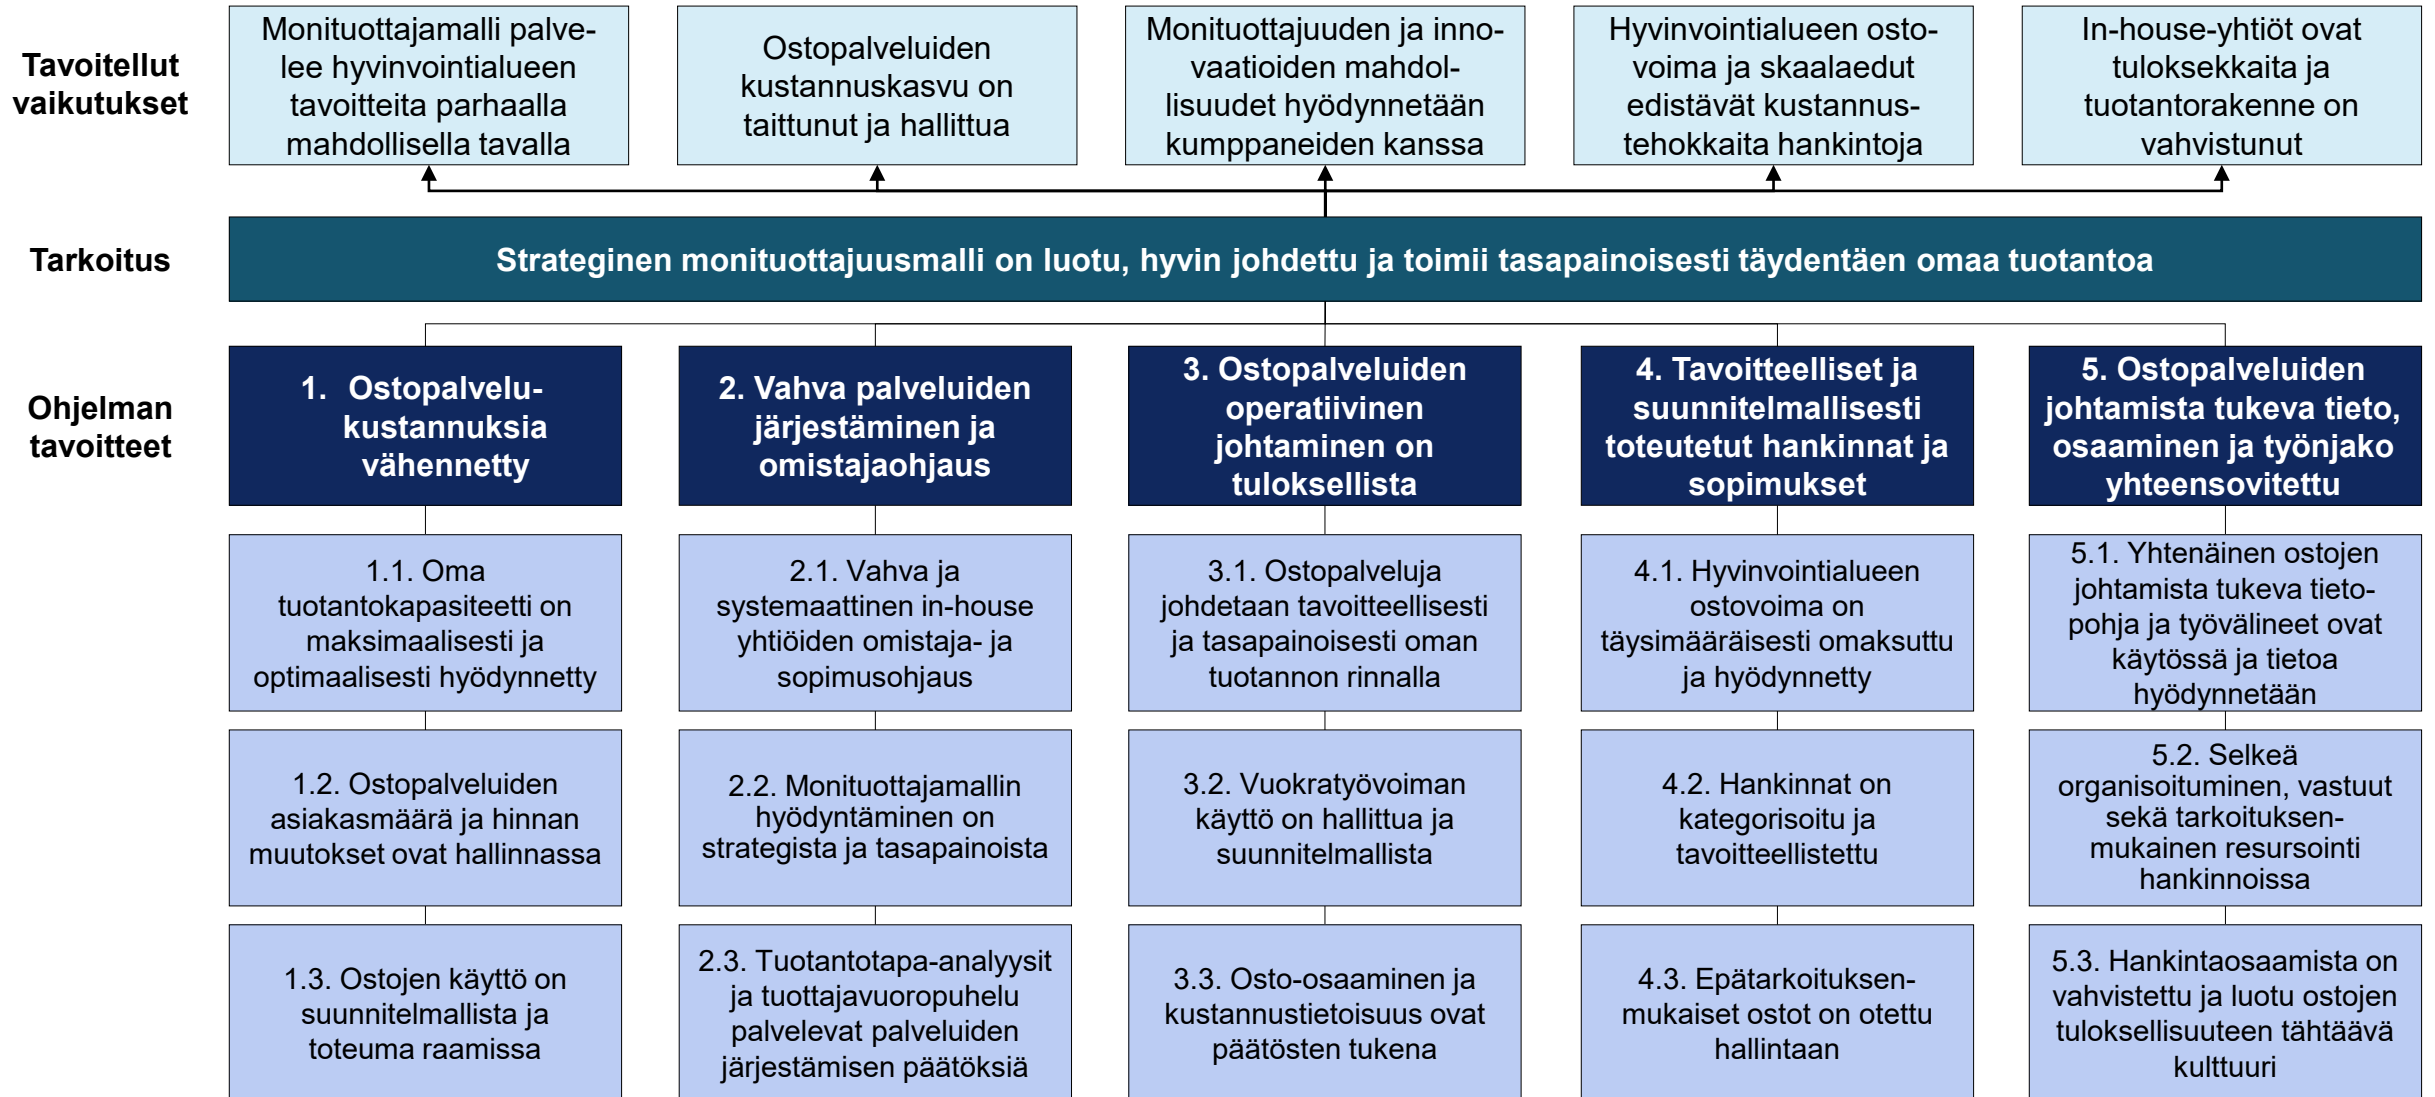 Tavoitellut
vaikutukset
Monituottajamalli palve-
lee hyvinvointialueen
tavoitteita parhaalla
mahdollisella tavalla
Ostopalveluiden
kustannuskasvu on
taittunut ja hallittua
Monituottajuuden ja inno-
vaatioiden mahdol-
lisuudet hyödynnetään
kumppaneiden kanssa
Hyvinvointialueen osto-
voima ja skaalaedut
edistävät kustannus-
tehokkaita hankintoja
In-house-yhtiöt ovat
tuloksekkaita ja
tuotantorakenne on
vahvistunut
Tarkoitus
Strateginen monituottajuusmalli on luotu, hyvin johdettu ja toimii tasapainoisesti täydentäen omaa tuotantoa
Ohjelman
tavoitteet
1. Ostopalvelu-
kustannuksia
vähennetty
2. Vahva palveluiden
järjestäminen ja
omistajaohjaus
3. Ostopalveluiden
operatiivinen
johtaminen on
tuloksellista
4. Tavoitteelliset ja
suunnitelmallisesti
toteutetut hankinnat ja
sopimukset
5. Ostopalveluiden
johtamista tukeva tieto,
osaaminen ja työnjako
yhteensovitettu
1.1. Oma
tuotantokapasiteetti on
maksimaalisesti ja
optimaalisesti hyödynnetty
2.1. Vahva ja
systemaattinen in-house
yhtiöiden omistaja- ja
sopimusohjaus
3.1. Ostopalveluja
johdetaan tavoitteellisesti
ja tasapainoisesti oman
tuotannon rinnalla
4.1. Hyvinvointialueen
ostovoima on
täysimääräisesti omaksuttu
ja hyödynnetty
5.1. Yhtenäinen ostojen
johtamista tukeva tieto-
pohja ja työvälineet ovat
käytössä ja tietoa
hyödynnetään
1.2. Ostopalveluiden
asiakasmäärä ja hinnan
muutokset ovat hallinnassa
2.2. Monituottajamallin
hyödyntäminen on
strategista ja tasapainoista
3.2. Vuokratyövoiman
käyttö on hallittua ja
suunnitelmallista
4.2. Hankinnat on
kategorisoitu ja
tavoitteellistettu
5.2. Selkeä
organisoituminen, vastuut
sekä tarkoituksen-
mukainen resursointi
hankinnoissa
1.3. Ostojen käyttö on
suunnitelmallista ja
toteuma raamissa
2.3. Tuotantotapa-analyysit
ja tuottajavuoropuhelu
palvelevat palveluiden
järjestämisen päätöksiä
3.3. Osto-osaaminen ja
kustannustietoisuus ovat
päätösten tukena
4.3. Epätarkoituksen-
mukaiset ostot on otettu
hallintaan
5.3. Hankintaosaamista on
vahvistettu ja luotu ostojen
tuloksellisuuteen tähtäävä
kulttuuri